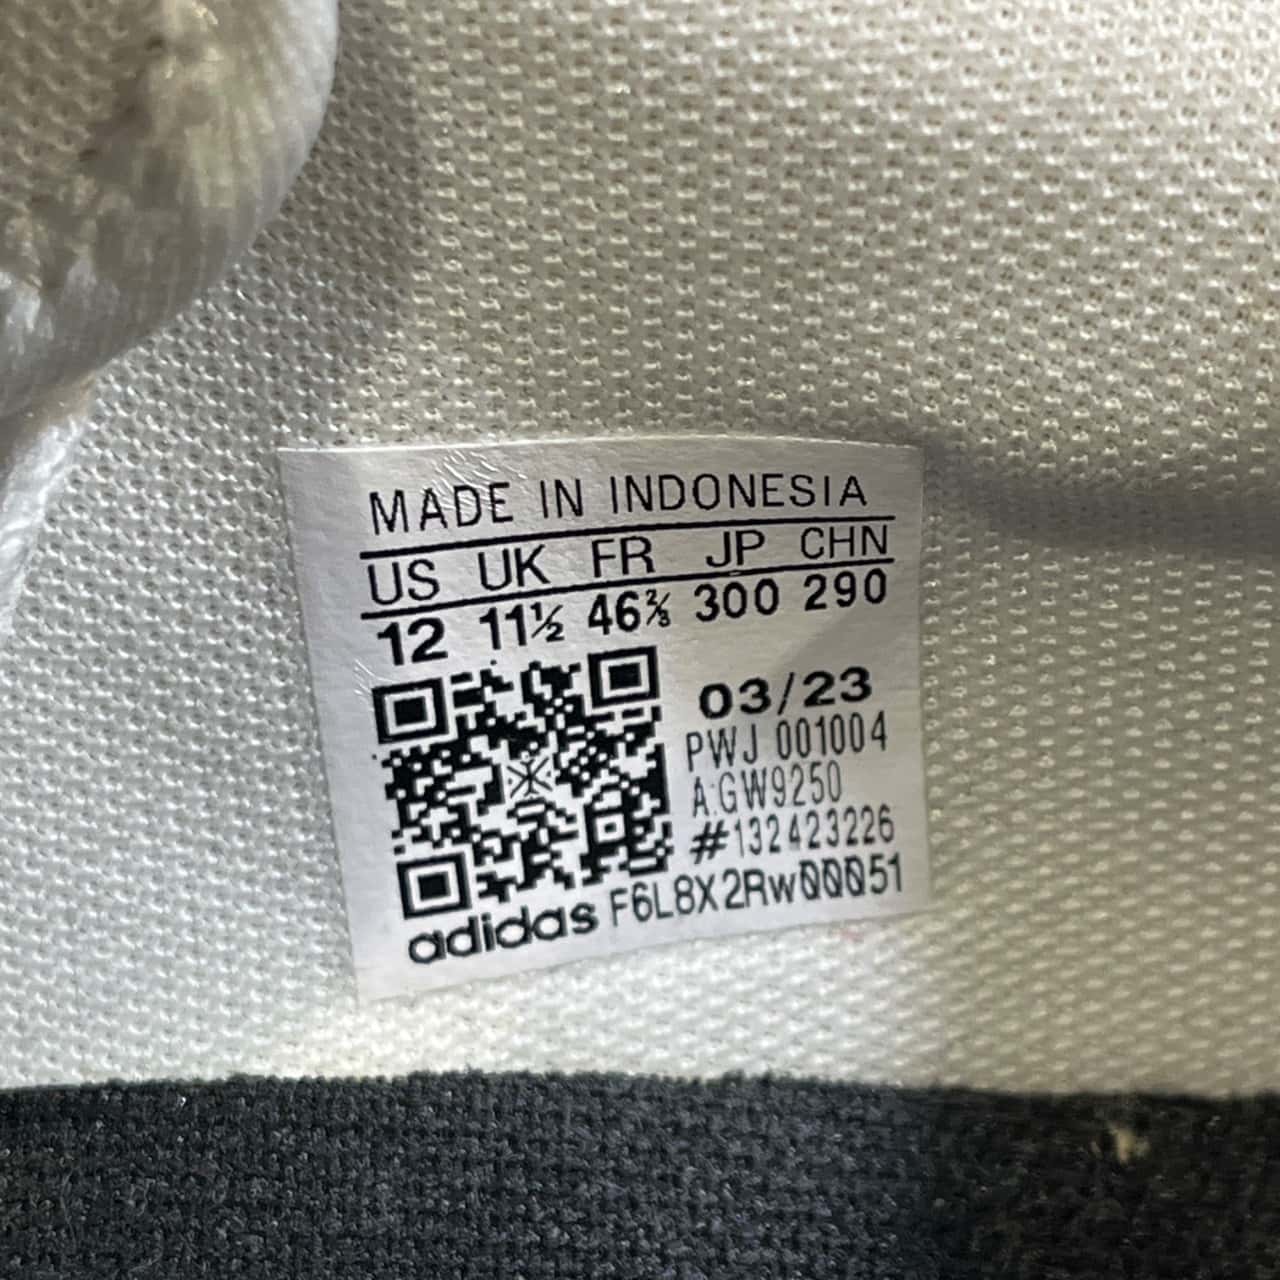 MADE IN INDONESIA
US UK FR JP CHN
12 11½ 46⅔ 300 290
03/23
PWJ 001004
A:GW9250
#132423226
adidas F6L8X2Rw00051